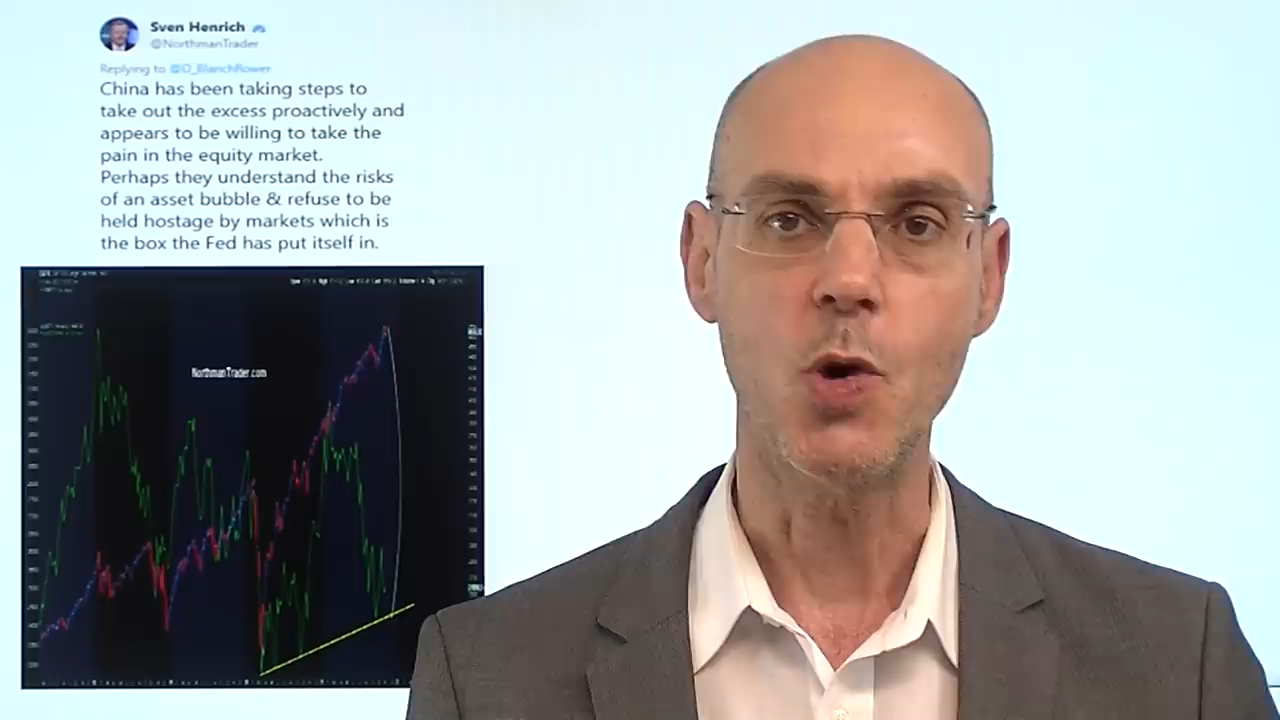 Sven Henrich
@NorthmanTrader
Replying to @D_Blanchflower
China has been taking steps to
take out the excess proactively and
appears to be willing to take the
pain in the equity market.
Perhaps they understand the risks
of an asset bubble & refuse to be
held hostage by markets which is
the box the Fed has put itself in.
NorthmanTrader.com